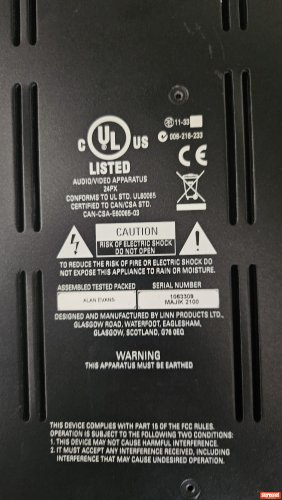 11-33
008-216-233
C UL US
LISTED
CE
AUDIO/VIDEO APPARATUS
24PX
CONFORMS TO UL STD. UL60065
CERTIFIED TO CAN/CSA STD.
CAN-CSA-E60065-03
CAUTION
RISK OF ELECTRIC SHOCK
DO NOT OPEN
TO REDUCE THE RISK OF FIRE OR ELECTRIC SHOCK DO
NOT EXPOSE THIS APPLIANCE TO RAIN OR MOISTURE.
ASSEMBLED TESTED PACKED
SERIAL NUMBER
ALAN EVANS
1063309
MAJIK 2100
DESIGNED AND MANUFACTURED BY LINN PRODUCTS LTD.,
GLASGOW ROAD, WATERFOOT, EAGLESHAM,
GLASGOW, SCOTLAND, G76 0EQ
WARNING
THIS APPARATUS MUST BE EARTHED
THIS DEVICE COMPLIES WITH PART 15 OF THE FCC RULES.
OPERATION IS SUBJECT TO THE FOLLOWING TWO CONDITIONS:
1. THIS DEVICE MAY NOT CAUSE HARMFUL INTERFERENCE.
2. IT MUST ACCEPT ANY INTERFERENCE RECEIVED, INCLUDING
INTERFERENCE THAT MAY CAUSE UNDESIRED OPERATION.